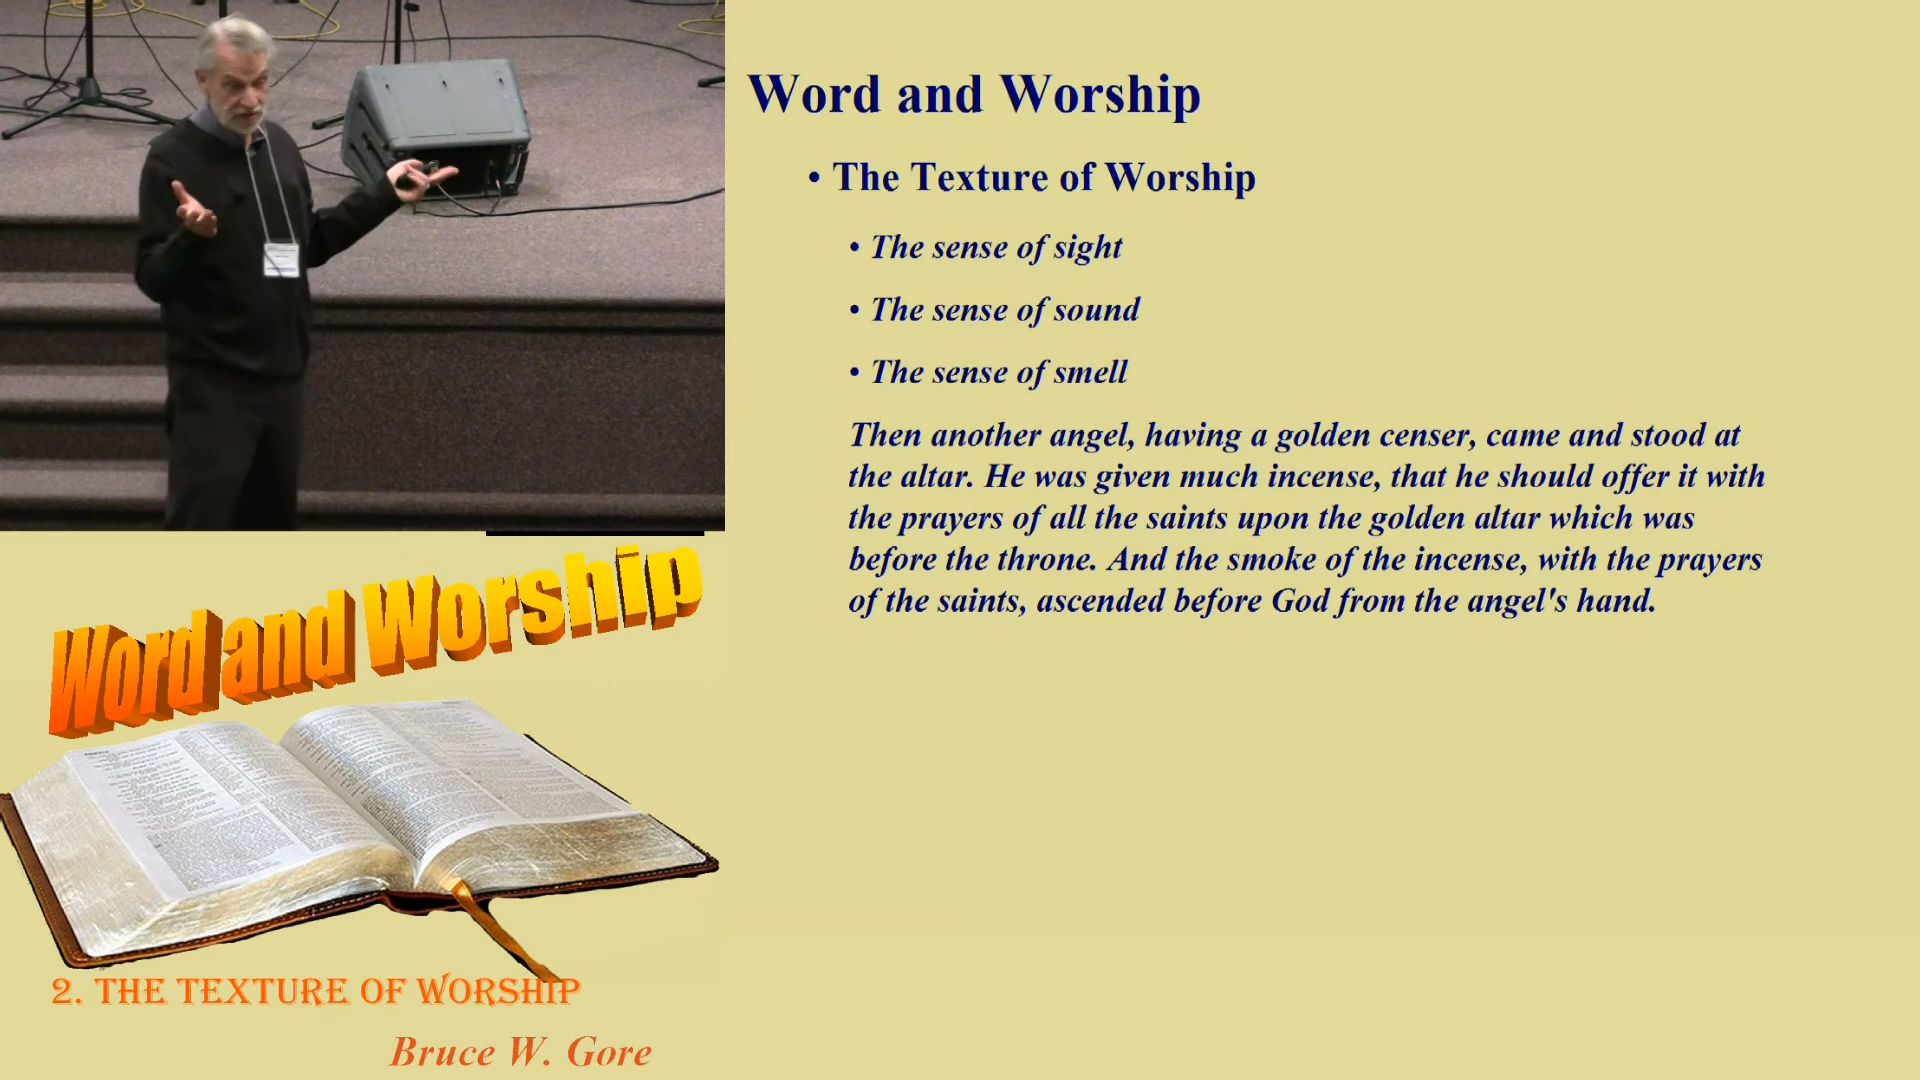 Word and Worship
• The Texture of Worship
• The sense of sight
• The sense of sound
• The sense of smell
Then another angel, having a golden censer, came and stood at
the altar. He was given much incense, that he should offer it with
the prayers of all the saints upon the golden altar which was
before the throne. And the smoke of the incense, with the prayers
of the saints, ascended before God from the angel's hand.
Word and Worship
2. The Texture of Worship
Bruce W. Gore